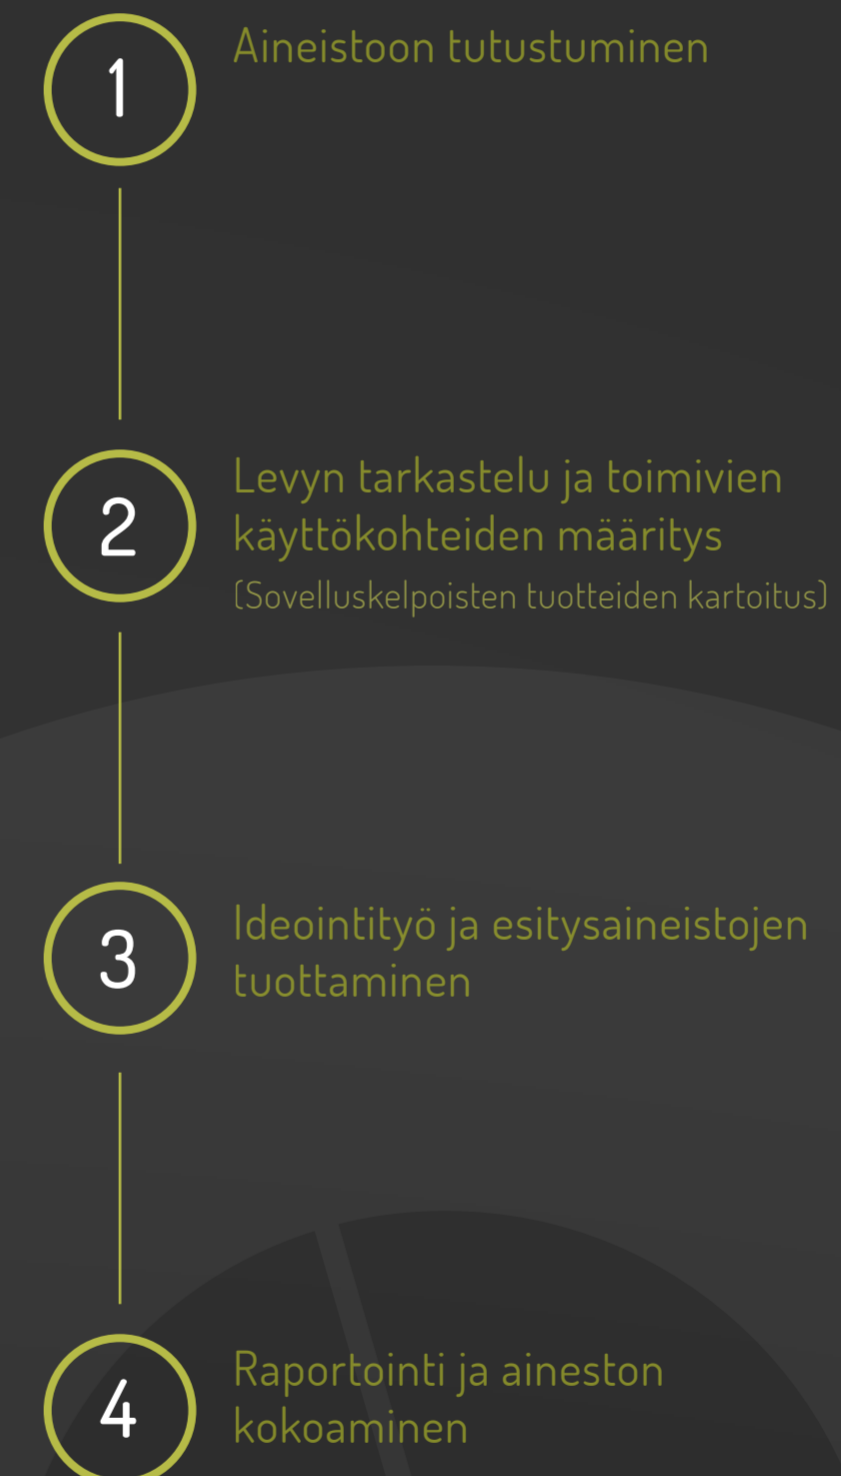 1
Aineistoon tutustuminen
2
Levyn tarkastelu ja toimivien
käyttökohteiden määritys
(Sovelluskelpoisten tuotteiden kartoitus)
3
Ideointityö ja esitysaineistojen
tuottaminen
4
Raportointi ja aineston
kokoaminen